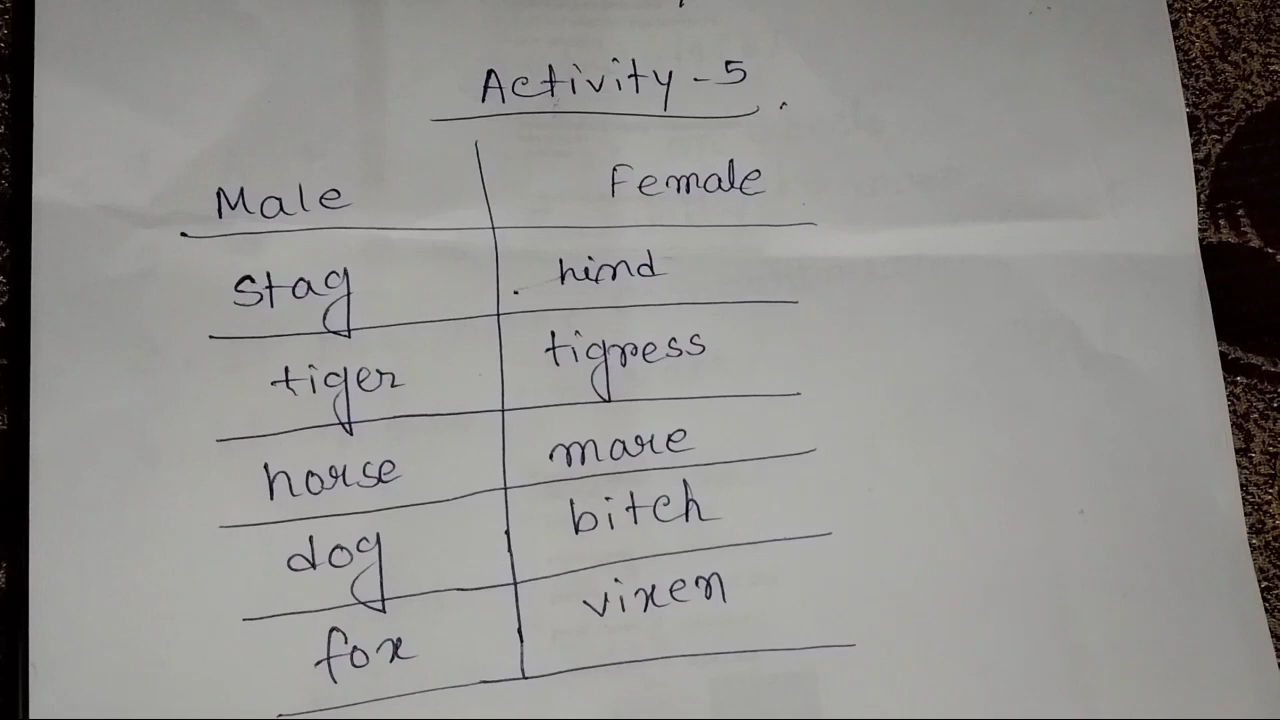 Activity - 5
Male Female
stag hind
tiger tigress
horse mare
dog bitch
fox vixen